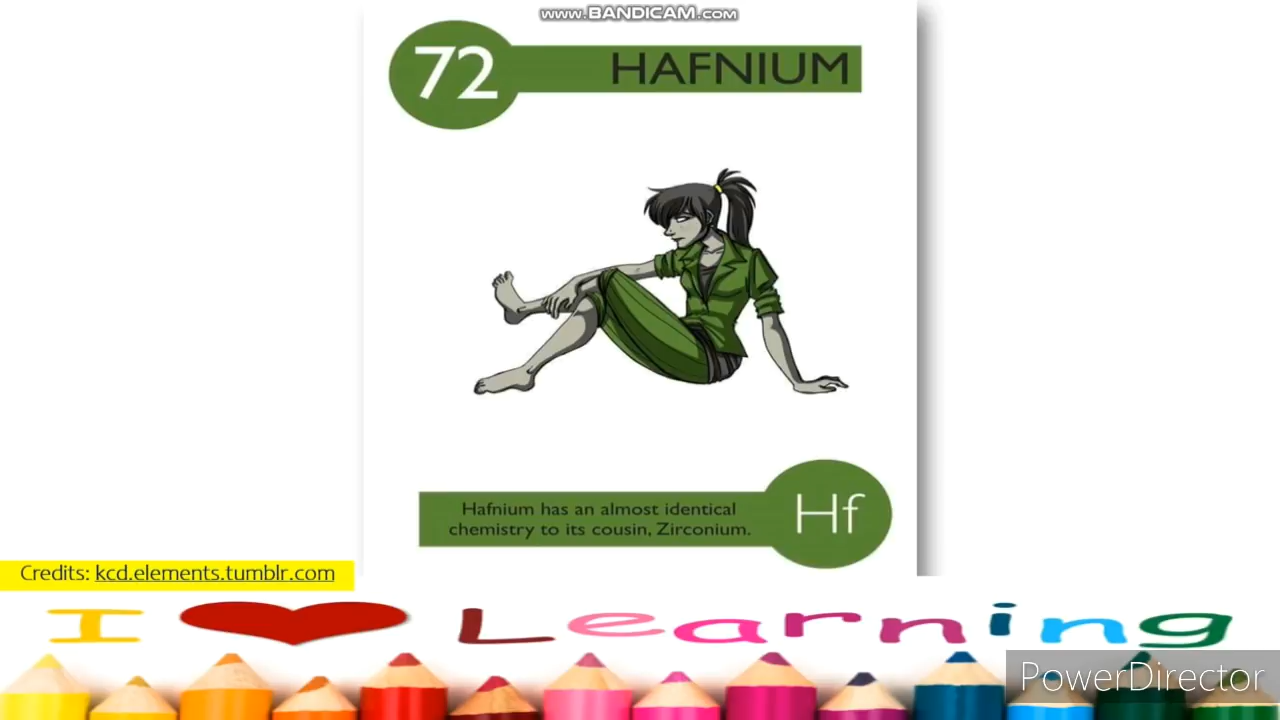 www.BANDICAM.com
72 HAFNIUM
Hafnium has an almost identical
chemistry to its cousin, Zirconium.
Hf
Credits: kcd.elements.tumblr.com
I Learning
PowerDirector